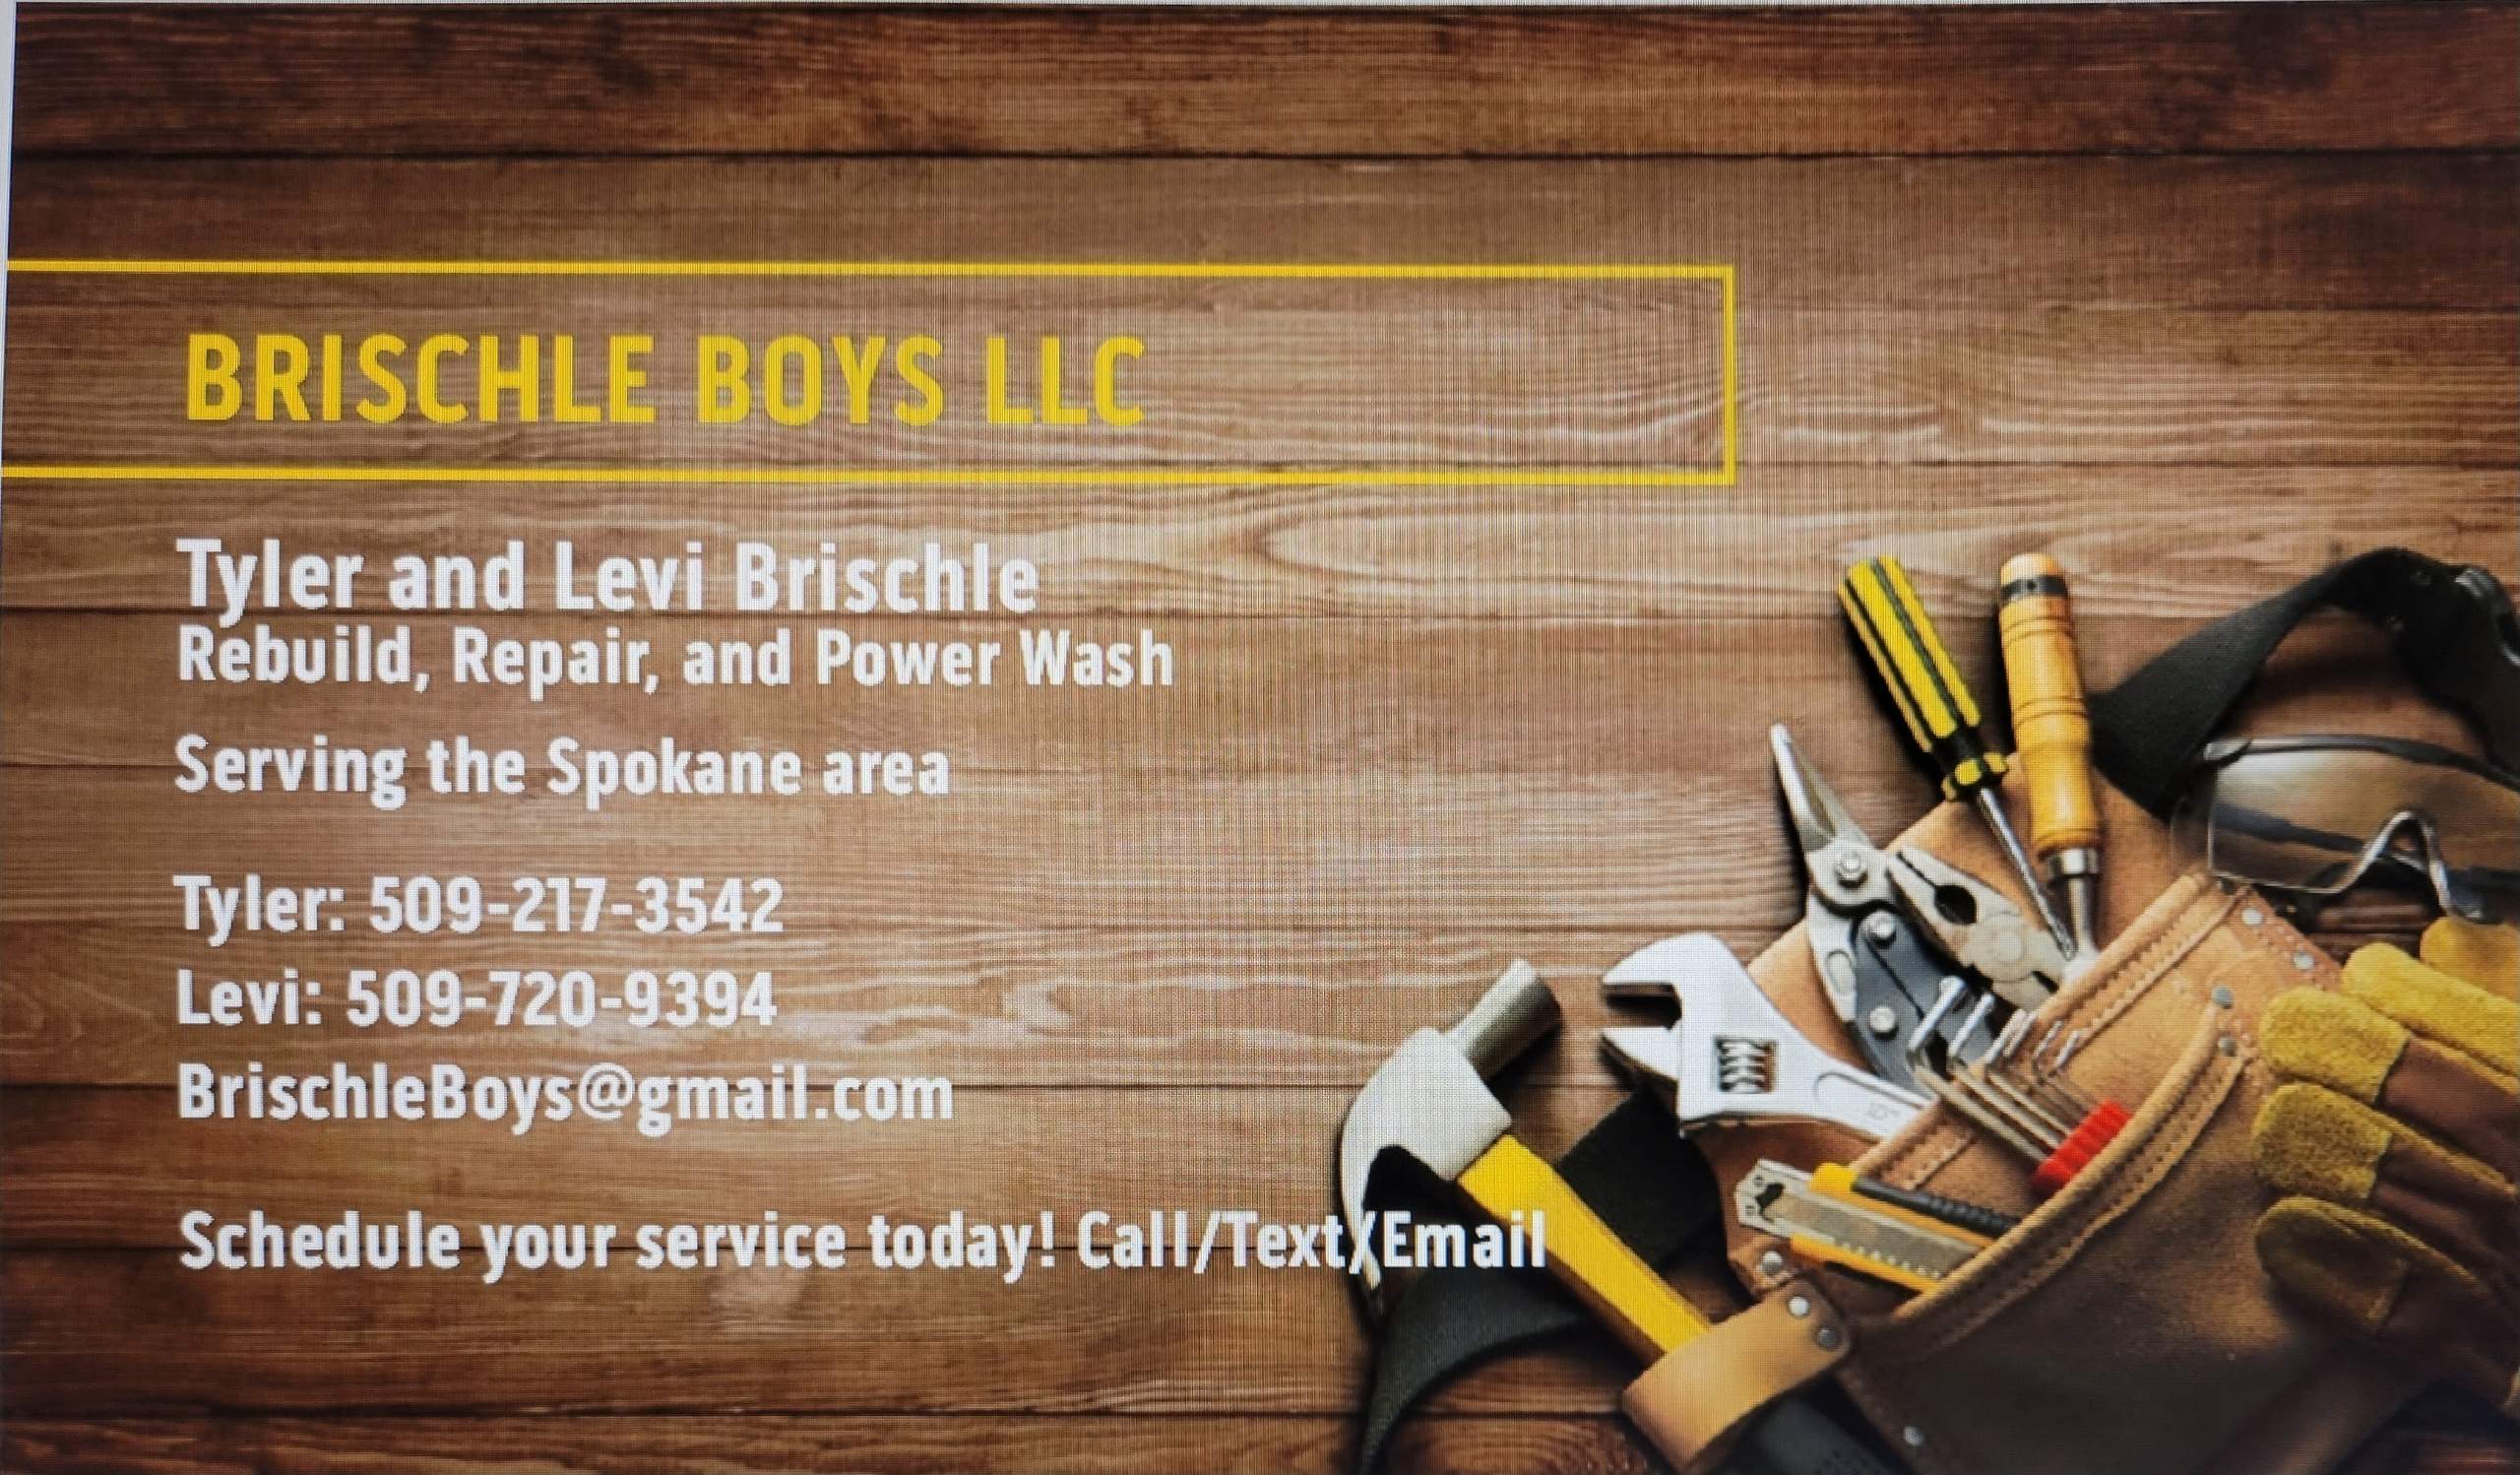 BRISCHLE BOYS LLC
Tyler and Levi Brischle
Rebuild, Repair, and Power Wash
Serving the Spokane area
Tyler: 509-217-3542
Levi: 509-720-9394
BrischleBoys@gmail.com
Schedule your service today! Call/Text/Email